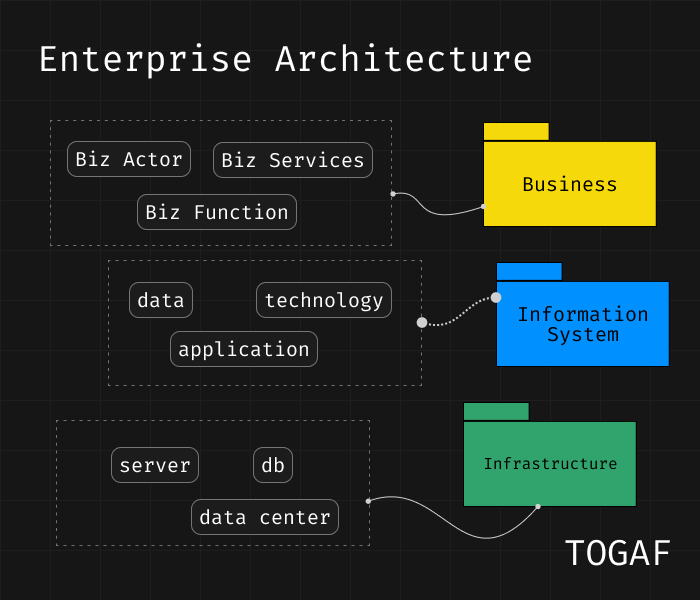 Enterprise Architecture
Biz Actor
Biz Services
Biz Function
Business
data
technology
application
Information
System
server
db
data center
Infrastructure
TOGAF